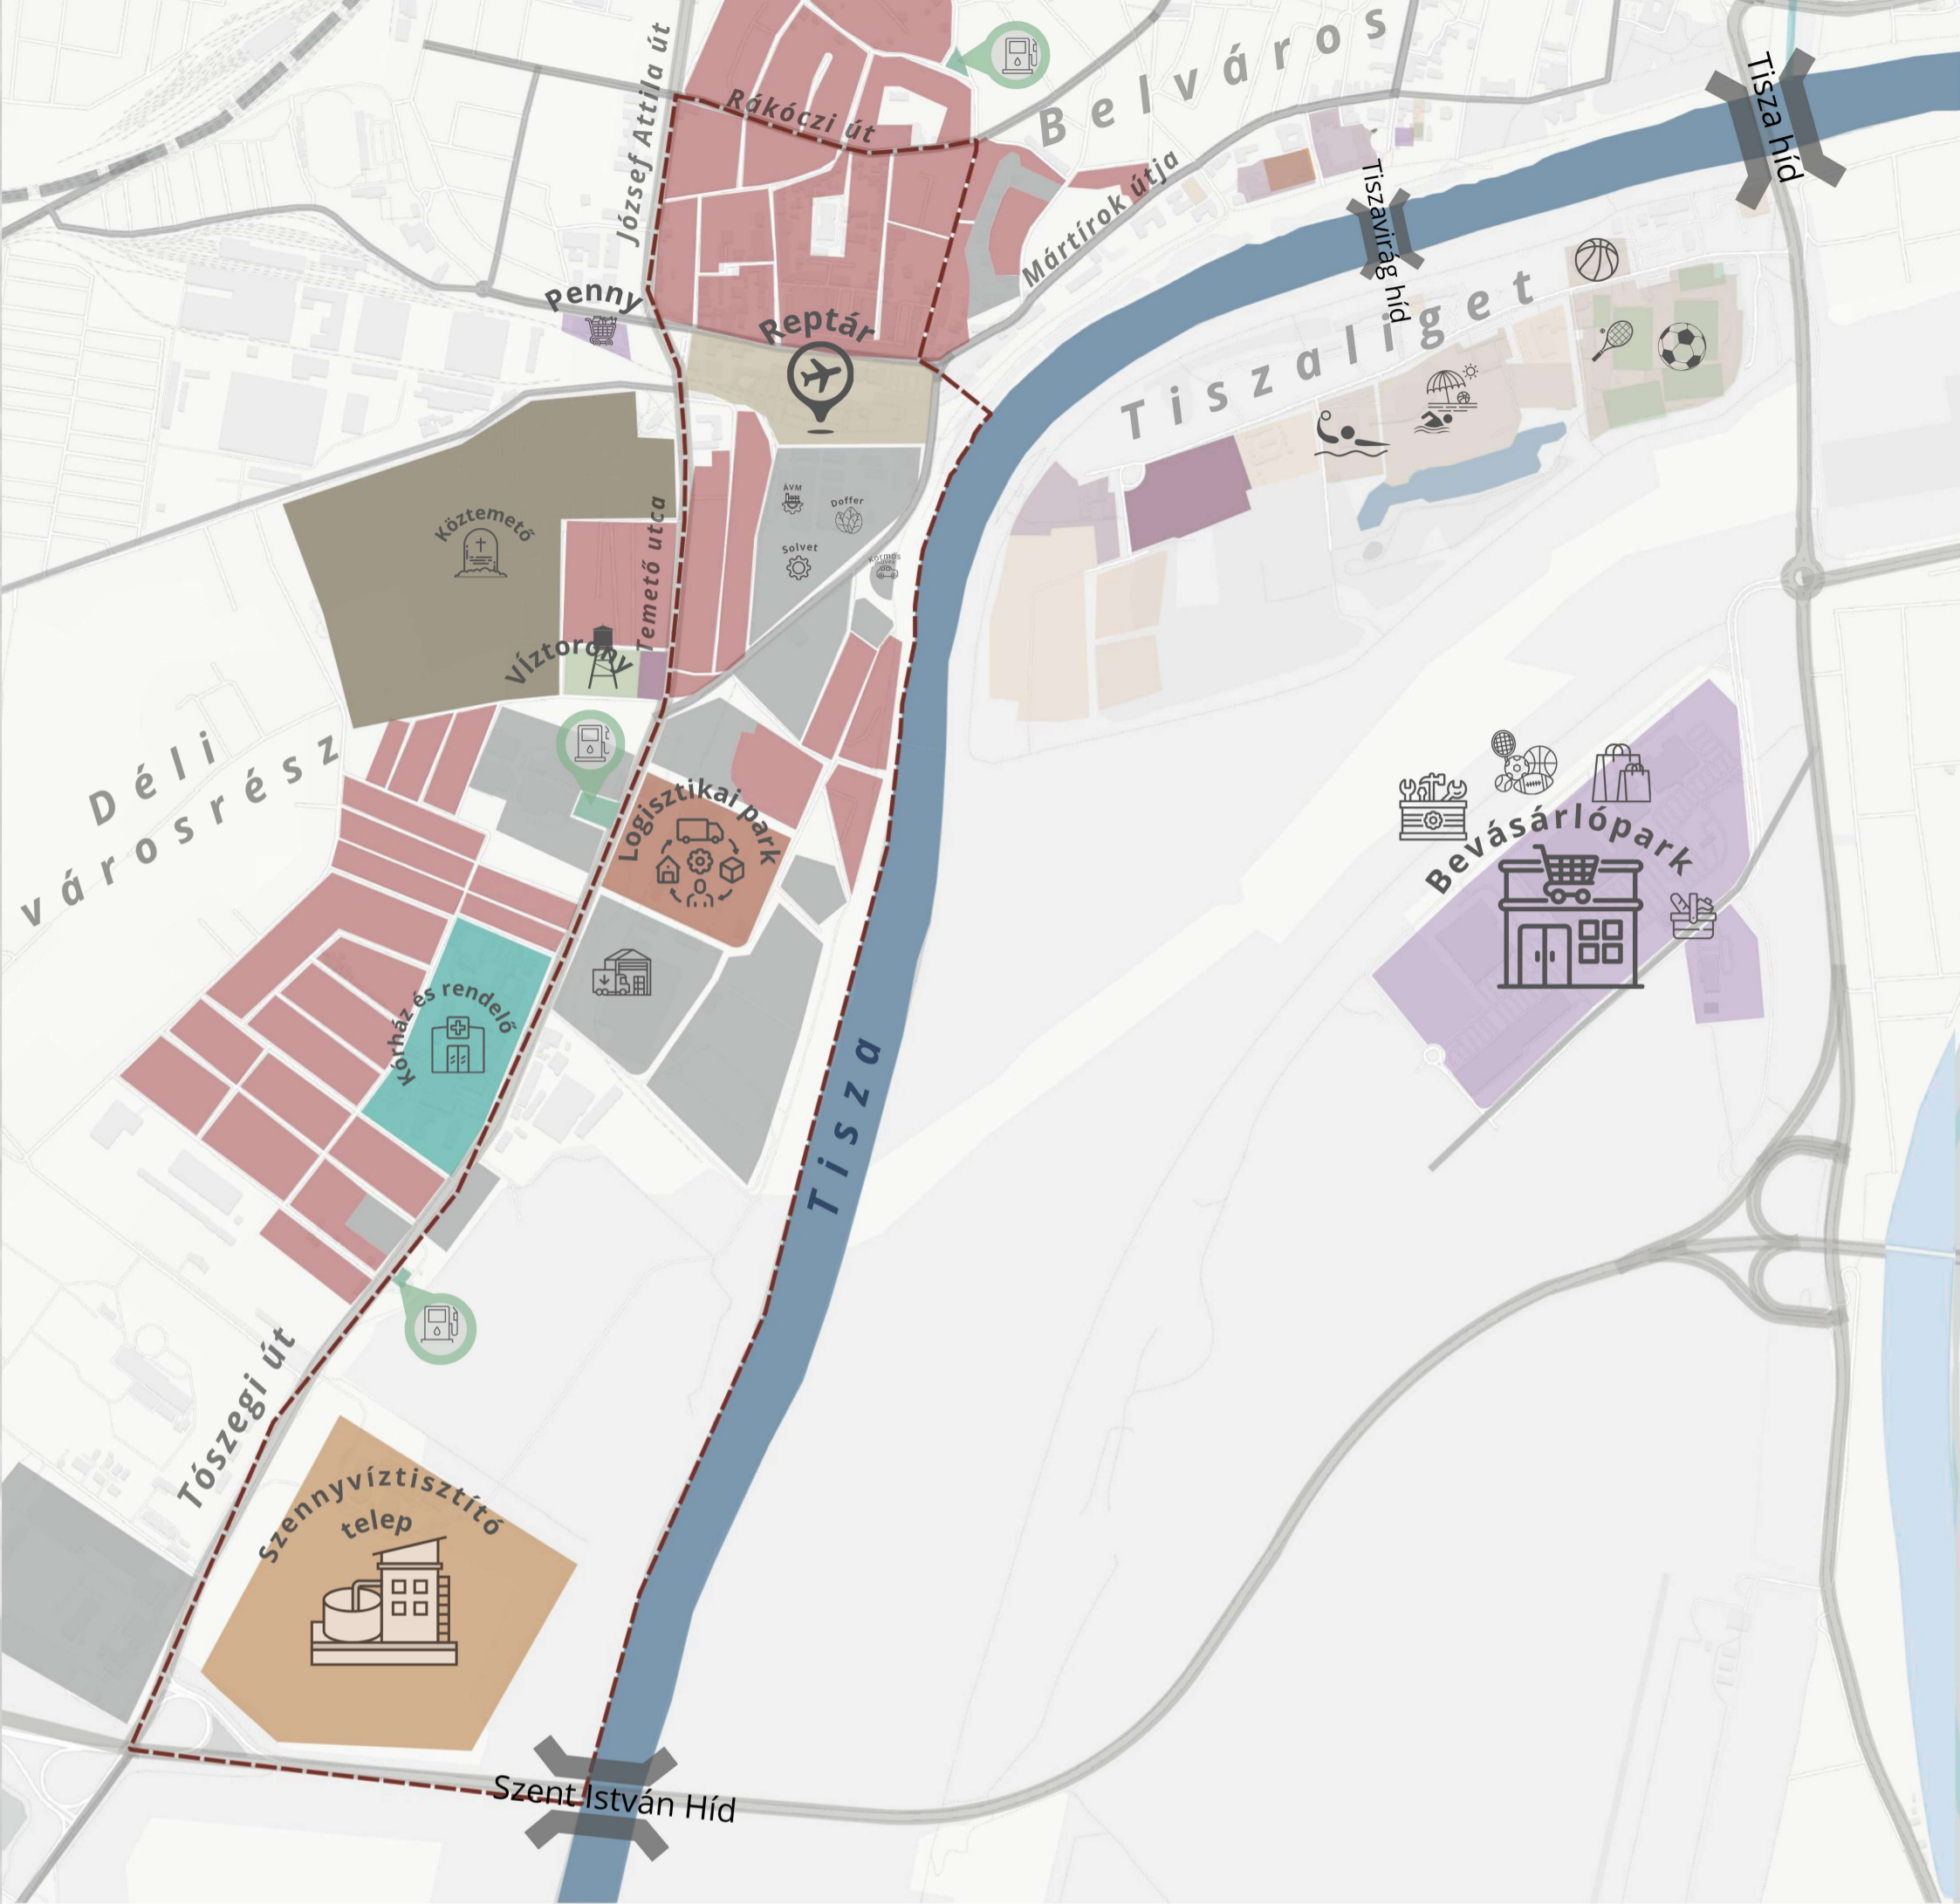 Belváros
Tisza híd
József Attila út
Rákóczi út
Mártírok útja
Tiszavirág híd
Penny
Reptár
Tiszaliget
Köztemető
ÁVM
Doffer
Solvet
Kormos
Temető utca
Víztorony
Déli
városrész
Logisztikai park
Bevásárlópark
Kórház és rendelő
Tisza
Tószegi út
szennyvíztisztító
telep
Szent István Híd